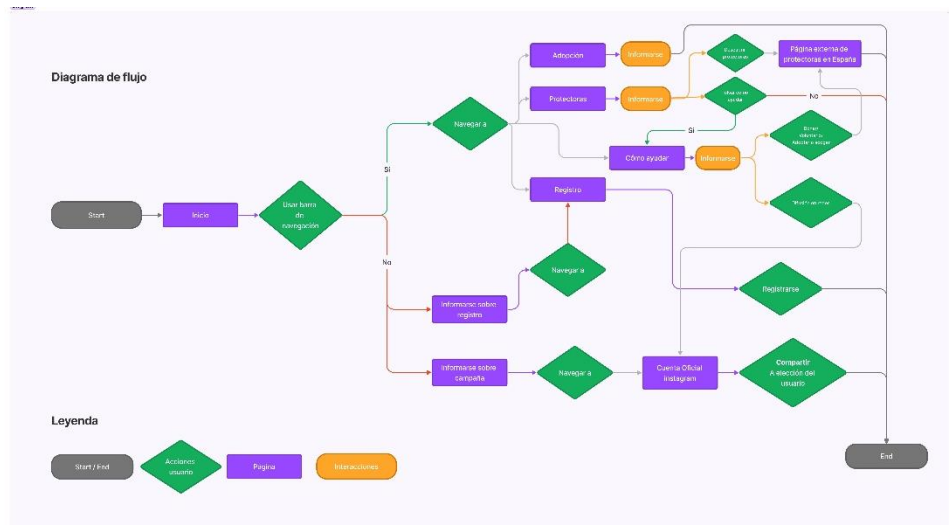 Diagrama de flujo
Start
Inicio
Usar barra
de
navegación
Si
No
Navegar a
Adopción
Informarse
Protectoras
Informarse
Página externa de
protectoras en España
No
Si
Cómo ayudar
Informarse
Registro
Navegar a
Informarse sobre
registro
Registrarse
Informarse sobre
campaña
Navegar a
Cuenta Oficial
Instagram
Compartir
A elección del
usuario
End
Leyenda
Start / End
Acciones
usuario
Pagina
Interacciones